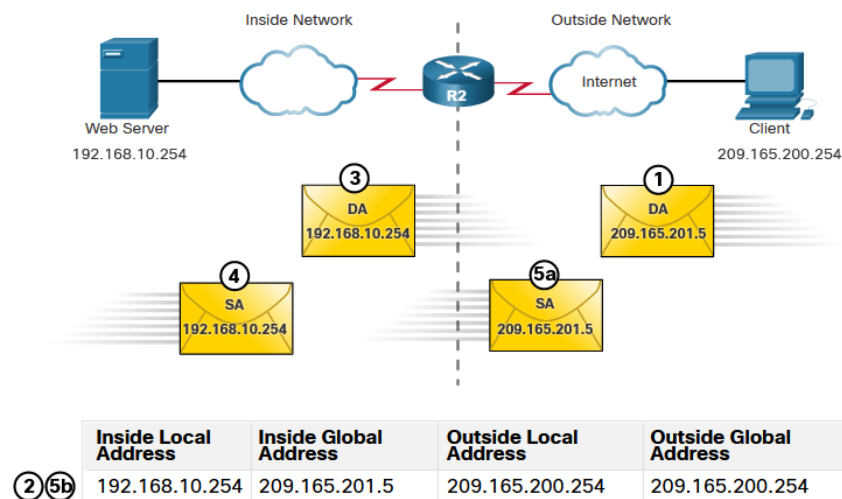 Inside Network
Outside Network
R2
Internet
Web Server
192.168.10.254
Client
209.165.200.254
3
DA
192.168.10.254
1
DA
209.165.201.5
4
SA
192.168.10.254
5a
SA
209.165.201.5
Inside Local Address
Inside Global Address
Outside Local Address
Outside Global Address
2 5b 192.168.10.254 209.165.201.5 209.165.200.254 209.165.200.254